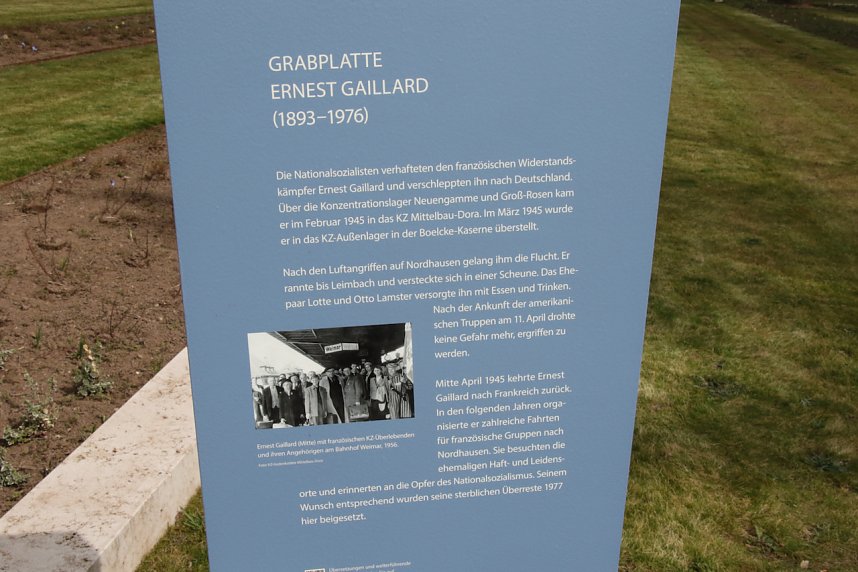 GRABPLATTE
ERNEST GAILLARD
(1893–1976)
Die Nationalsozialisten verhafteten den französischen Widerstands-
kämpfer Ernest Gaillard und verschleppten ihn nach Deutschland.
Über die Konzentrationslager Neuengamme und Groß-Rosen kam
er im Februar 1945 in das KZ Mittelbau-Dora. Im März 1945 wurde
er in das KZ-Außenlager in der Boelcke-Kaserne überstellt.
Nach den Luftangriffen auf Nordhausen gelang ihm die Flucht. Er
rannte bis Leimbach und versteckte sich in einer Scheune. Das Ehe-
paar Lotte und Otto Lamster versorgte ihn mit Essen und Trinken.
Nach der Ankunft der amerikani-
schen Truppen am 11. April drohte
keine Gefahr mehr, ergriffen zu
werden.
Mitte April 1945 kehrte Ernest
Gaillard nach Frankreich zurück.
In den folgenden Jahren orga-
nisierte er zahlreiche Fahrten
für französische Gruppen nach
Nordhausen. Sie besuchten die
ehemaligen Haft- und Leidens-
orte und erinnerten an die Opfer des Nationalsozialismus. Seinem
Wunsch entsprechend wurden seine sterblichen Überreste 1977
hier beigesetzt.
Weimar
Ernest Gaillard (Mitte) mit französischen KZ-Überlebenden
und ihren Angehörigen am Bahnhof Weimar, 1956.
Foto: KZ-Gedenkstätte Mittelbau-Dora
Übersetzungen und weiterführende